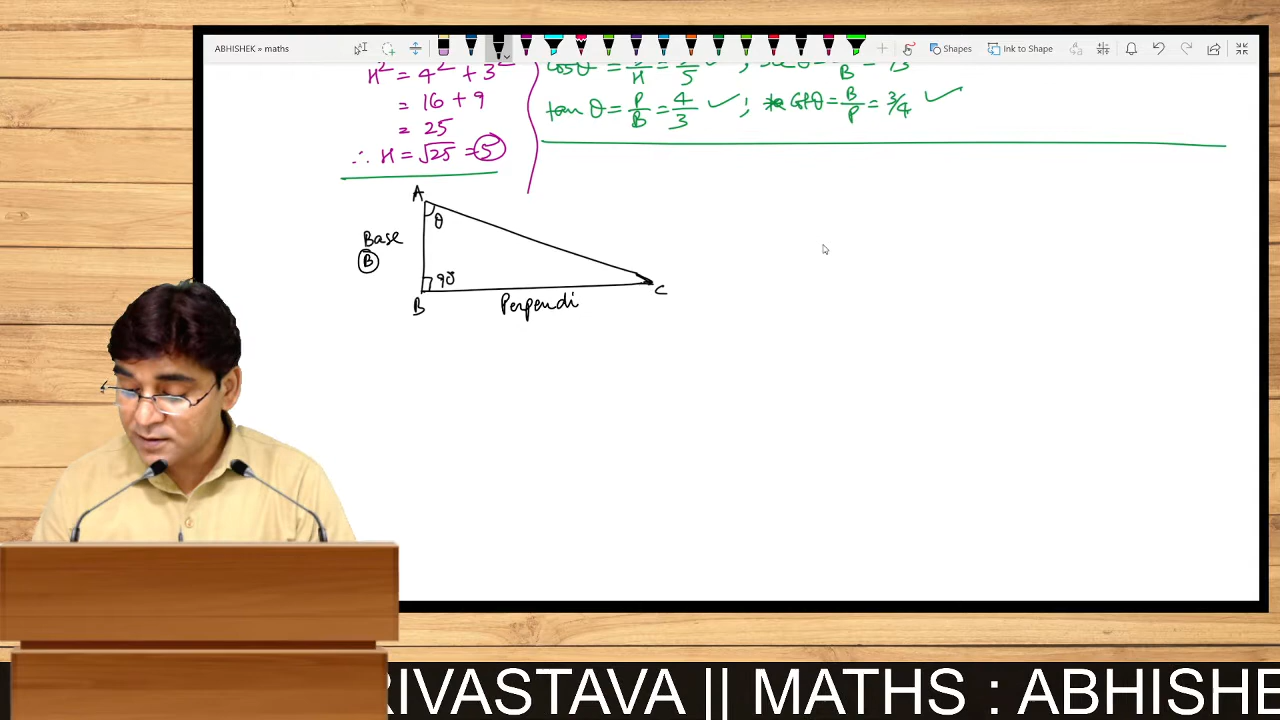 ABHISHEK » maths
Shapes
Ink to Shape
H² = 4² + 3²
= 16 + 9
= 25
∴ H = √25 = 5
tan θ = P/B = 4/3 ✓ ; cot θ = B/P = 3/4 ✓
A
θ
Base
B
90°
B
C
Perpendi
RIVASTAVA || MATHS : ABHISHE